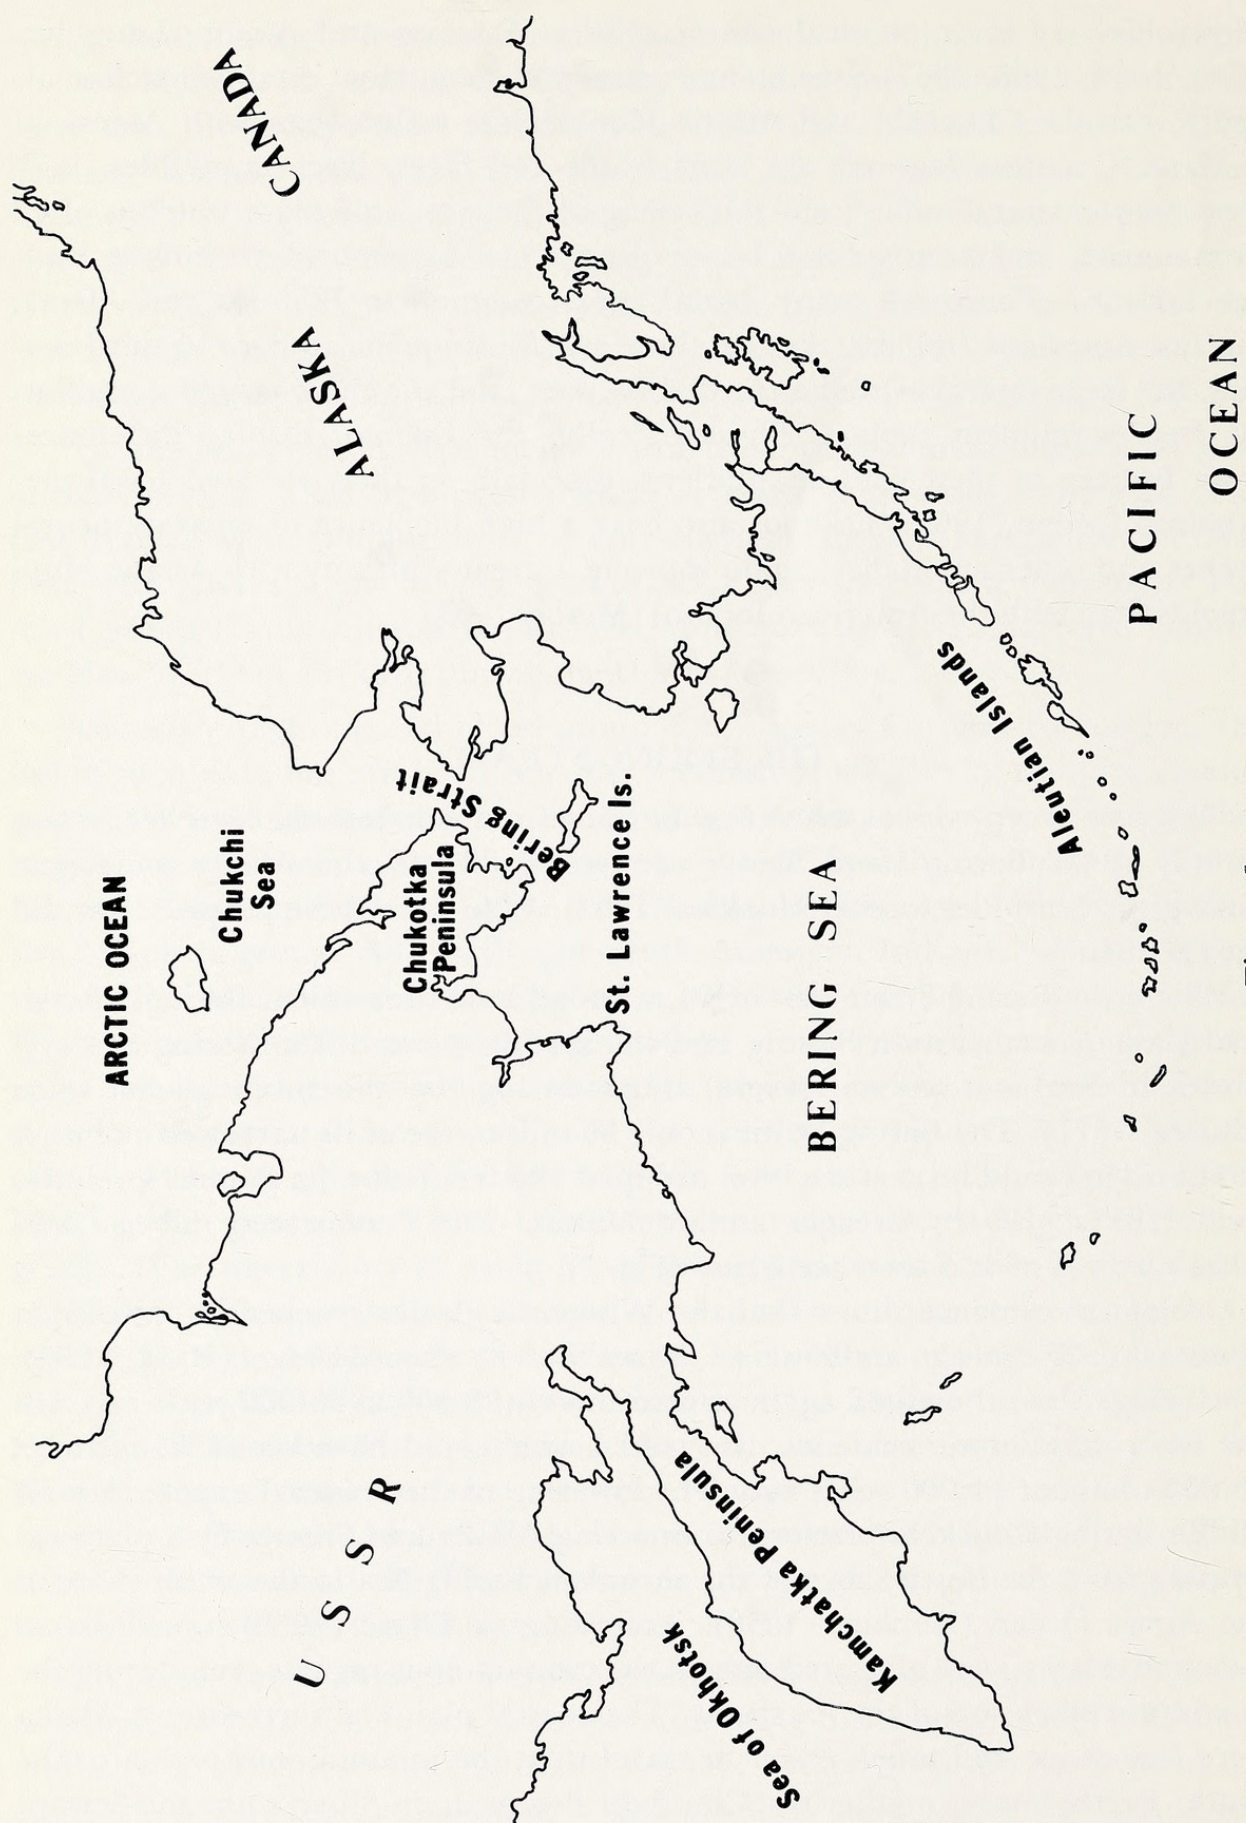 ARCTIC OCEAN
Chukchi
Sea
CANADA
ALASKA
U S S R
Chukotka
Peninsula
Bering Strait
St. Lawrence Is.
BERING SEA
Sea of Okhotsk
Kamchatka Peninsula
Aleutian Islands
PACIFIC
OCEAN